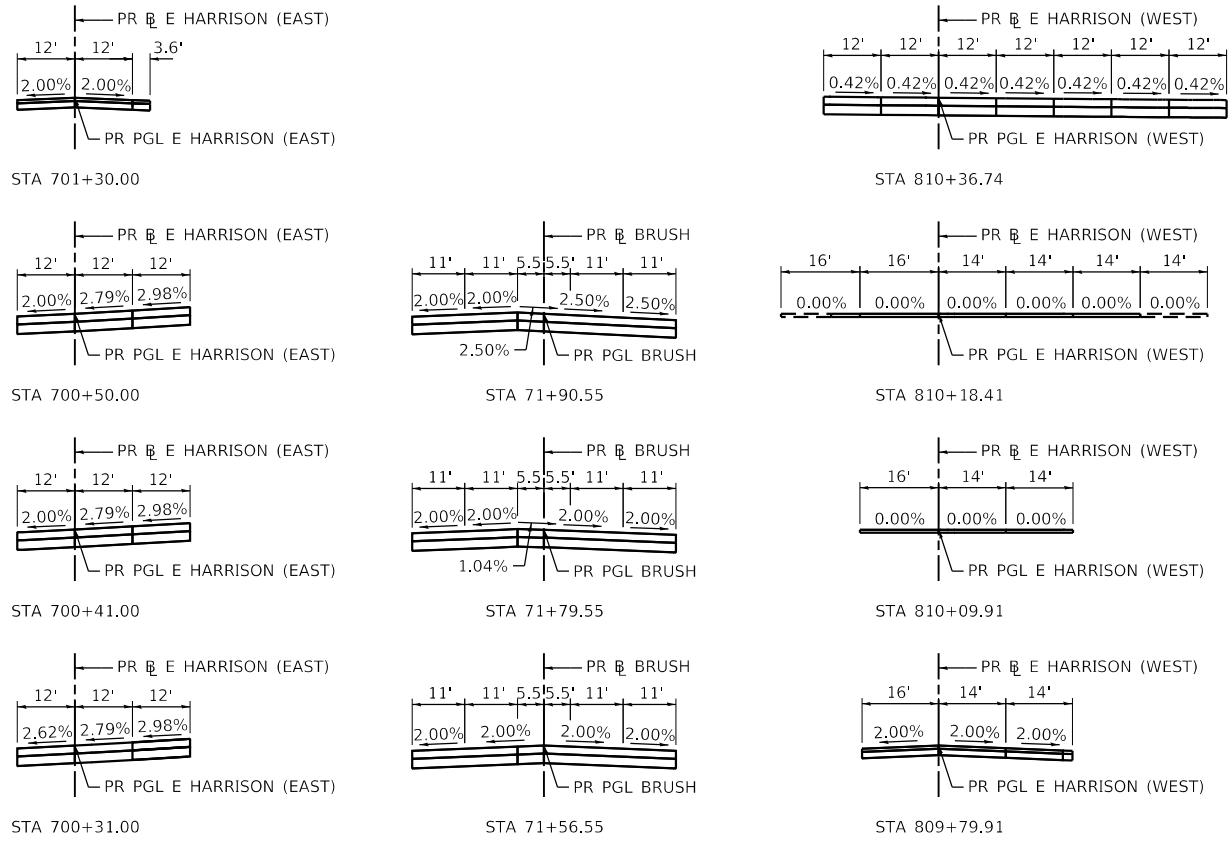 PR B̲L E HARRISON (EAST)
12' 12' 3.6'
2.00% 2.00%
PR PGL E HARRISON (EAST)
STA 701+30.00
PR BL E HARRISON (WEST)
12' 12' 12' 12' 12' 12' 12'
0.42% 0.42% 0.42% 0.42% 0.42% 0.42% 0.42%
PR PGL E HARRISON (WEST)
STA 810+36.74
PR BL E HARRISON (EAST)
12' 12' 12'
2.00% 2.79% 2.98%
PR PGL E HARRISON (EAST)
STA 700+50.00
PR BL BRUSH
11' 11' 5.5 5.5' 11' 11'
2.00% 2.00% 2.50% 2.50%
2.50%
PR PGL BRUSH
STA 71+90.55
PR BL E HARRISON (WEST)
16' 16' 14' 14' 14' 14'
0.00% 0.00% 0.00% 0.00% 0.00% 0.00%
PR PGL E HARRISON (WEST)
STA 810+18.41
PR BL E HARRISON (EAST)
12' 12' 12'
2.00% 2.79% 2.98%
PR PGL E HARRISON (EAST)
STA 700+41.00
PR BL BRUSH
11' 11' 5.5 5.5' 11' 11'
2.00% 2.00% 2.00% 2.00%
1.04%
PR PGL BRUSH
STA 71+79.55
PR BL E HARRISON (WEST)
16' 14' 14'
0.00% 0.00% 0.00%
PR PGL E HARRISON (WEST)
STA 810+09.91
PR BL E HARRISON (EAST)
12' 12' 12'
2.62% 2.79% 2.98%
PR PGL E HARRISON (EAST)
STA 700+31.00
PR BL BRUSH
11' 11' 5.5 5.5' 11' 11'
2.00% 2.00% 2.00% 2.00%
PR PGL BRUSH
STA 71+56.55
PR BL E HARRISON (WEST)
16' 14' 14'
2.00% 2.00% 2.00%
PR PGL E HARRISON (WEST)
STA 809+79.91